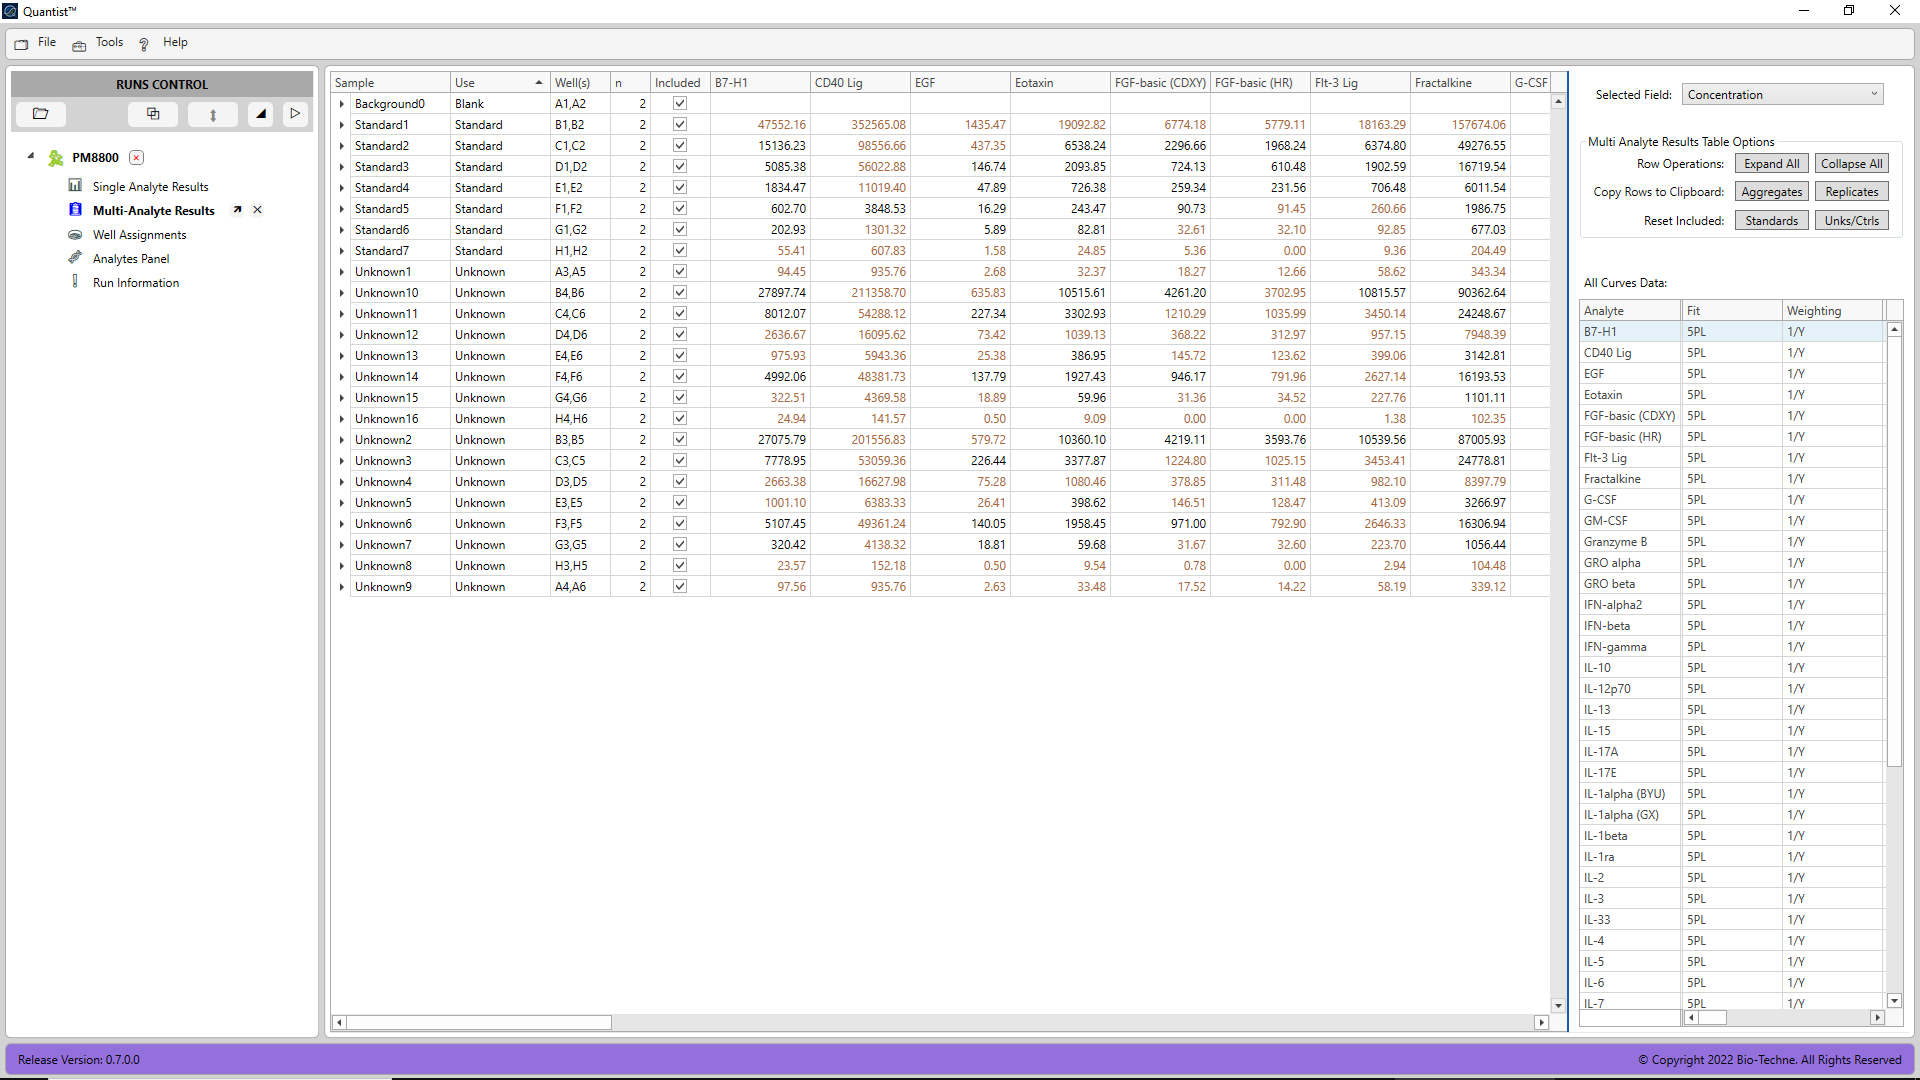 Quantist™
File Tools Help
RUNS CONTROL
PM8800
Single Analyte Results
Multi-Analyte Results
Well Assignments
Analytes Panel
Run Information
Sample Use Well(s) n Included B7-H1 CD40 Lig EGF Eotaxin FGF-basic (CDXY) FGF-basic (HR) Flt-3 Lig Fractalkine G-CSF
Background0 Blank A1,A2 2
Standard1 Standard B1,B2 2 47552.16 352565.08 1435.47 19092.82 6774.18 5779.11 18163.29 157674.06
Standard2 Standard C1,C2 2 15136.23 98556.66 437.35 6538.24 2296.66 1968.24 6374.80 49276.55
Standard3 Standard D1,D2 2 5085.38 56022.88 146.74 2093.85 724.13 610.48 1902.59 16719.54
Standard4 Standard E1,E2 2 1834.47 11019.40 47.89 726.38 259.34 231.56 706.48 6011.54
Standard5 Standard F1,F2 2 602.70 3848.53 16.29 243.47 90.73 91.45 260.66 1986.75
Standard6 Standard G1,G2 2 202.93 1301.32 5.89 82.81 32.61 32.10 92.85 677.03
Standard7 Standard H1,H2 2 55.41 607.83 1.58 24.85 5.36 0.00 9.36 204.49
Unknown1 Unknown A3,A5 2 94.45 935.76 2.68 32.37 18.27 12.66 58.62 343.34
Unknown10 Unknown B4,B6 2 27897.74 211358.70 635.83 10515.61 4261.20 3702.95 10815.57 90362.64
Unknown11 Unknown C4,C6 2 8012.07 54288.12 227.34 3302.93 1210.29 1035.99 3450.14 24248.67
Unknown12 Unknown D4,D6 2 2636.67 16095.62 73.42 1039.13 368.22 312.97 957.15 7948.39
Unknown13 Unknown E4,E6 2 975.93 5943.36 25.38 386.95 145.72 123.62 399.06 3142.81
Unknown14 Unknown F4,F6 2 4992.06 48381.73 137.79 1927.43 946.17 791.96 2627.14 16193.53
Unknown15 Unknown G4,G6 2 322.51 4369.58 18.89 59.96 31.36 34.52 227.76 1101.11
Unknown16 Unknown H4,H6 2 24.94 141.57 0.50 9.09 0.00 0.00 1.38 102.35
Unknown2 Unknown B3,B5 2 27075.79 201556.83 579.72 10360.10 4219.11 3593.76 10539.56 87005.93
Unknown3 Unknown C3,C5 2 7778.95 53059.36 226.44 3377.87 1224.80 1025.15 3453.41 24778.81
Unknown4 Unknown D3,D5 2 2663.38 16627.98 75.28 1080.46 378.85 311.48 982.10 8397.79
Unknown5 Unknown E3,E5 2 1001.10 6383.33 26.41 398.62 146.51 128.47 413.09 3266.97
Unknown6 Unknown F3,F5 2 5107.45 49361.24 140.05 1958.45 971.00 792.90 2646.33 16306.94
Unknown7 Unknown G3,G5 2 320.42 4138.32 18.81 59.68 31.67 32.60 223.70 1056.44
Unknown8 Unknown H3,H5 2 23.57 152.18 0.50 9.54 0.78 0.00 2.94 104.48
Unknown9 Unknown A4,A6 2 97.56 935.76 2.63 33.48 17.52 14.22 58.19 339.12
Selected Field: Concentration
Multi Analyte Results Table Options
Row Operations: Expand All Collapse All
Copy Rows to Clipboard: Aggregates Replicates
Reset Included: Standards Unks/Ctrls
All Curves Data:
Analyte Fit Weighting
B7-H1 5PL 1/Y
CD40 Lig 5PL 1/Y
EGF 5PL 1/Y
Eotaxin 5PL 1/Y
FGF-basic (CDXY) 5PL 1/Y
FGF-basic (HR) 5PL 1/Y
Flt-3 Lig 5PL 1/Y
Fractalkine 5PL 1/Y
G-CSF 5PL 1/Y
GM-CSF 5PL 1/Y
Granzyme B 5PL 1/Y
GRO alpha 5PL 1/Y
GRO beta 5PL 1/Y
IFN-alpha2 5PL 1/Y
IFN-beta 5PL 1/Y
IFN-gamma 5PL 1/Y
IL-10 5PL 1/Y
IL-12p70 5PL 1/Y
IL-13 5PL 1/Y
IL-15 5PL 1/Y
IL-17A 5PL 1/Y
IL-17E 5PL 1/Y
IL-1alpha (BYU) 5PL 1/Y
IL-1alpha (GX) 5PL 1/Y
IL-1beta 5PL 1/Y
IL-1ra 5PL 1/Y
IL-2 5PL 1/Y
IL-3 5PL 1/Y
IL-33 5PL 1/Y
IL-4 5PL 1/Y
IL-5 5PL 1/Y
IL-6 5PL 1/Y
IL-7 5PL 1/Y
Release Version: 0.7.0.0
© Copyright 2022 Bio-Techne. All Rights Reserved